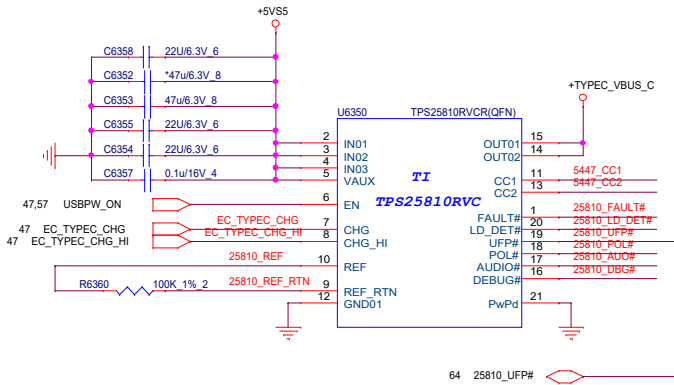 +5VS5
C6358 22U/6.3V_6
C6352 *47u/6.3V_8
C6353 47u/6.3V_8
C6355 22U/6.3V_6
C6354 22U/6.3V_6
C6357 0.1u/16V_4
+TYPEC_VBUS_C
U6350 TPS25810RVCR(QFN)
2 IN01 OUT01 15
3 IN02 OUT02 14
4 IN03
5 VAUX CC1 11 5447_CC1
CC2 13 5447_CC2
TI
TPS25810RVC
47,57 USBPW_ON 6 EN
FAULT# 1 25810_FAULT#
47 EC_TYPEC_CHG EC_TYPEC_CHG 7 CHG LD_DET# 20 25810_LD_DET#
47 EC_TYPEC_CHG_HI EC_TYPEC_CHG_HI 8 CHG_HI UFP# 19 25810_UFP#
POL# 18 25810_POL#
25810_REF 10 REF AUDIO# 17 25810_AUO#
DEBUG# 16 25810_DBG#
R6360 100K_1%_2 25810_REF_RTN 9 REF_RTN
12 GND01 PwPd 21
64 25810_UFP#